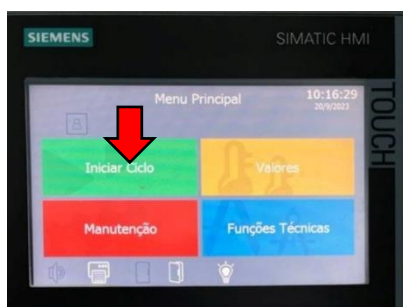 SIEMENS
SIMATIC HMI
Menu Principal
10:16:29
20/9/2023
TOUCH
Iniciar Ciclo
Valores
Manutenção
Funções Técnicas